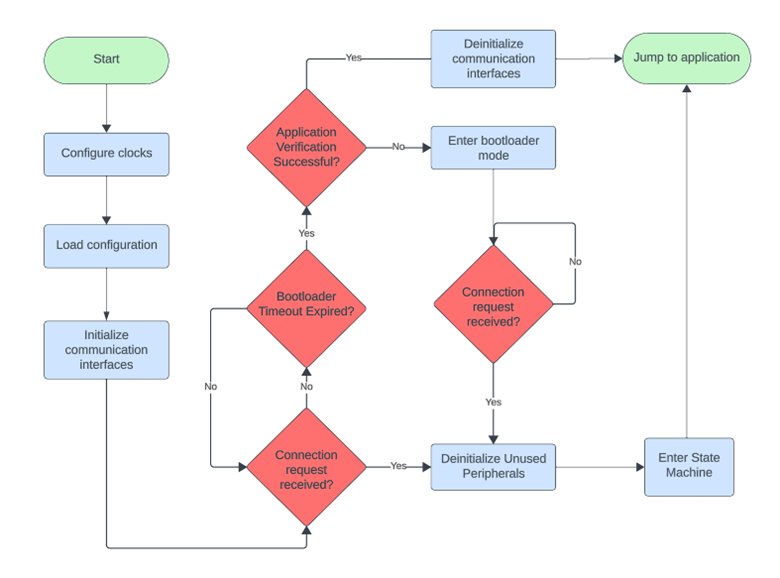 Start
Configure clocks
Load configuration
Initialize
communication
interfaces
Connection
request
received?
No
Bootloader
Timeout Expired?
No
Yes
Application
Verification
Successful?
Yes
Deinitialize
communication
interfaces
Jump to application
No
Enter bootloader
mode
Connection
request
received?
No
Yes
Yes
Deinitialize Unused
Peripherals
Enter State
Machine